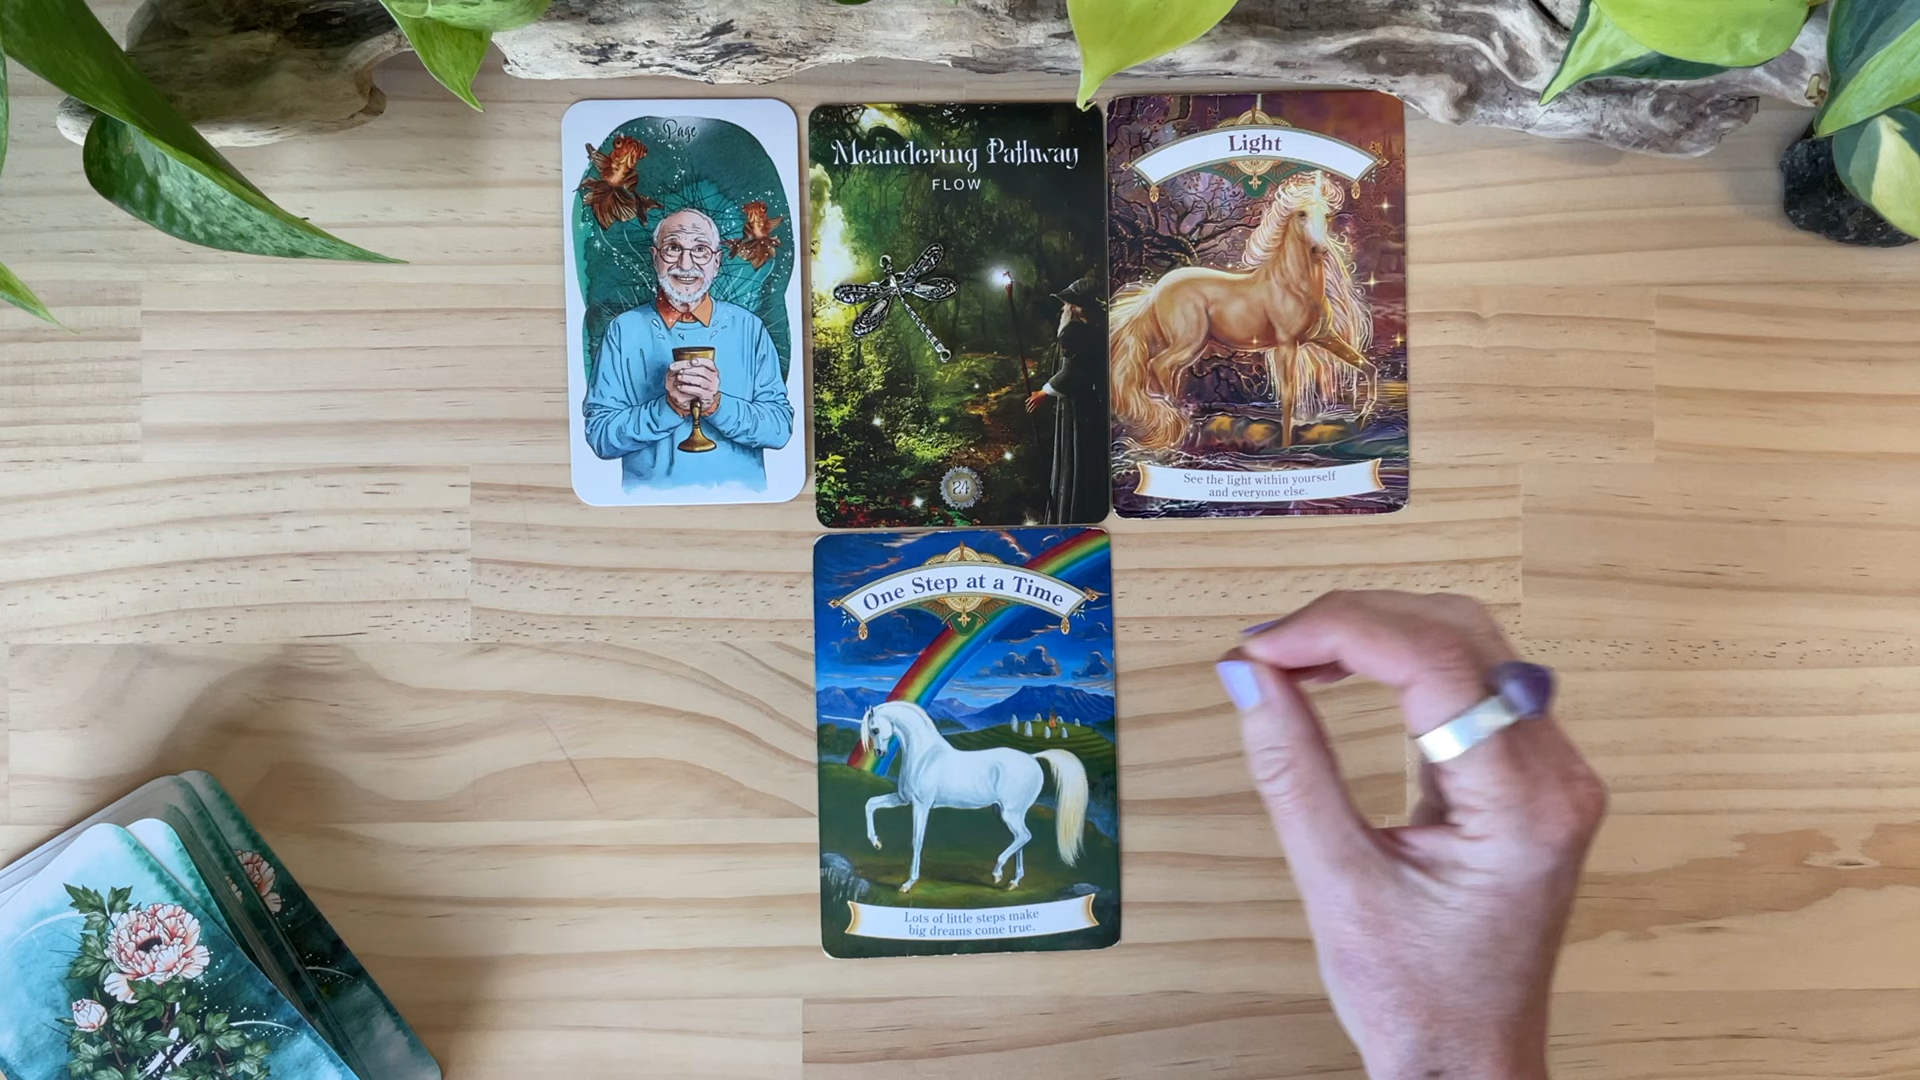 Page
Meandering Pathway
FLOW
24
Light
See the light within yourself
and everyone else.
One Step at a Time
Lots of little steps make
big dreams come true.